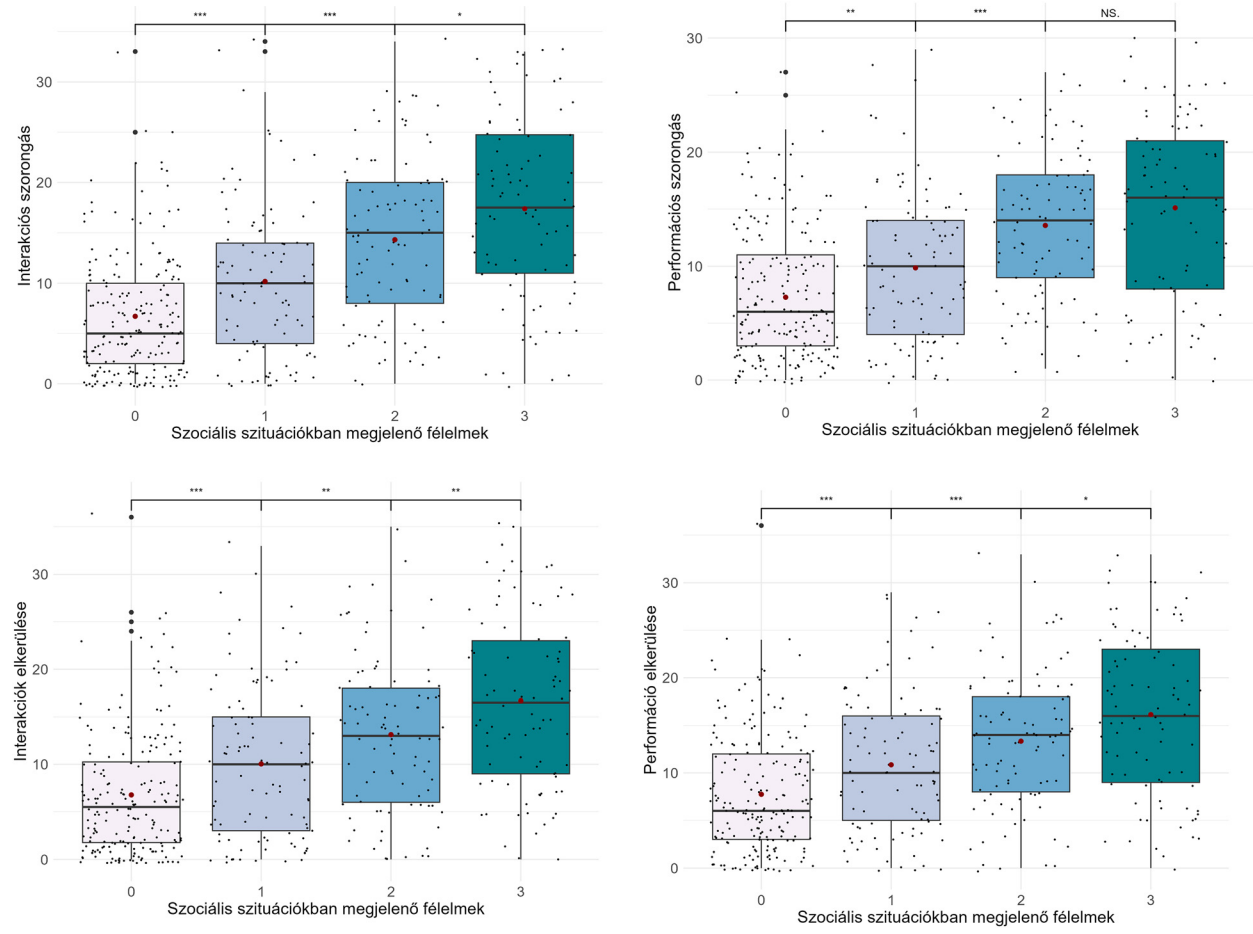 *** *** *
Interakciós szorongás
30
20
10
0
0 1 2 3
Szociális szituációkban megjelenő félelmek
** *** NS.
Performációs szorongás
30
20
10
0
0 1 2 3
Szociális szituációkban megjelenő félelmek
*** ** **
Interakciók elkerülése
30
20
10
0
0 1 2 3
Szociális szituációkban megjelenő félelmek
*** *** *
Performáció elkerülése
30
20
10
0
0 1 2 3
Szociális szituációkban megjelenő félelmek